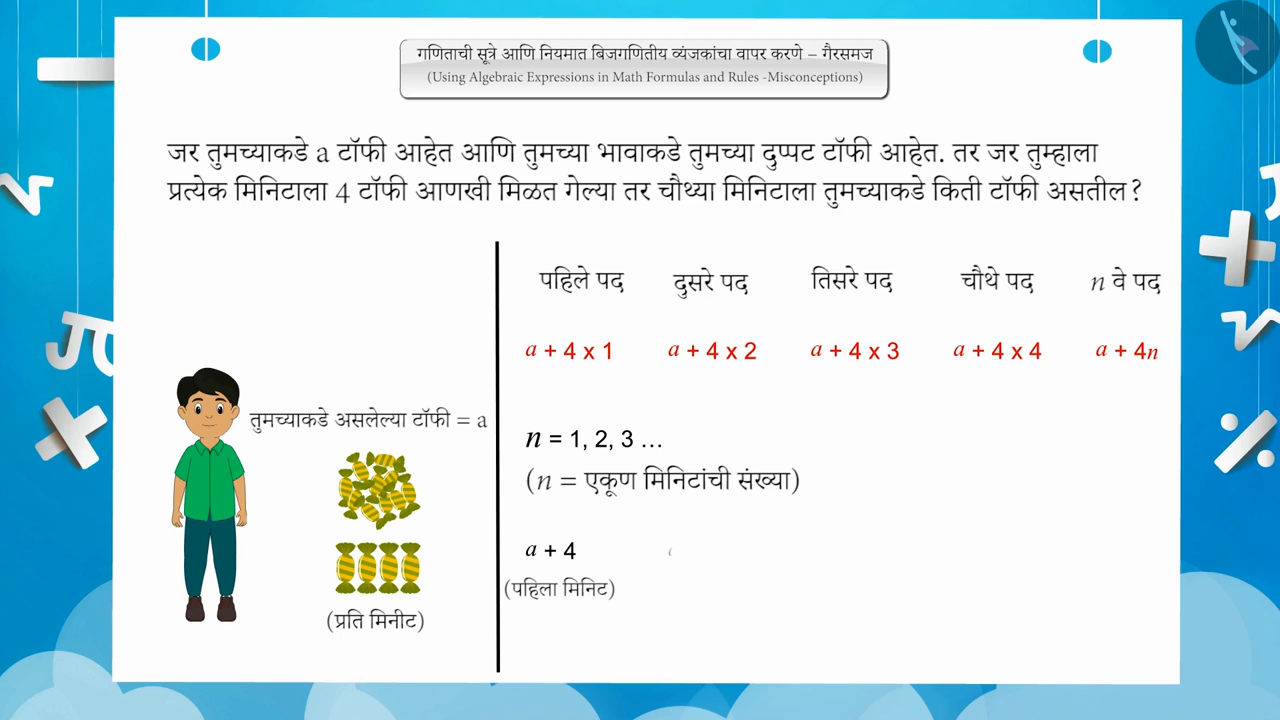 गणिताची सूत्रे आणि नियमात बिजगणितीय व्यंजकांचा वापर करणे – गैरसमज
(Using Algebraic Expressions in Math Formulas and Rules -Misconceptions)
जर तुमच्याकडे a टॉफी आहेत आणि तुमच्या भावाकडे तुमच्या दुप्पट टॉफी आहेत. तर जर तुम्हाला
प्रत्येक मिनिटाला 4 टॉफी आणखी मिळत गेल्या तर चौथ्या मिनिटाला तुमच्याकडे किती टॉफी असतील?
पहिले पद दुसरे पद तिसरे पद चौथे पद n वे पद
a + 4 x 1 a + 4 x 2 a + 4 x 3 a + 4 x 4 a + 4n
तुमच्याकडे असलेल्या टॉफी = a
n = 1, 2, 3 ...
(n = एकूण मिनिटांची संख्या)
a + 4
(पहिला मिनिट)
(प्रति मिनीट)